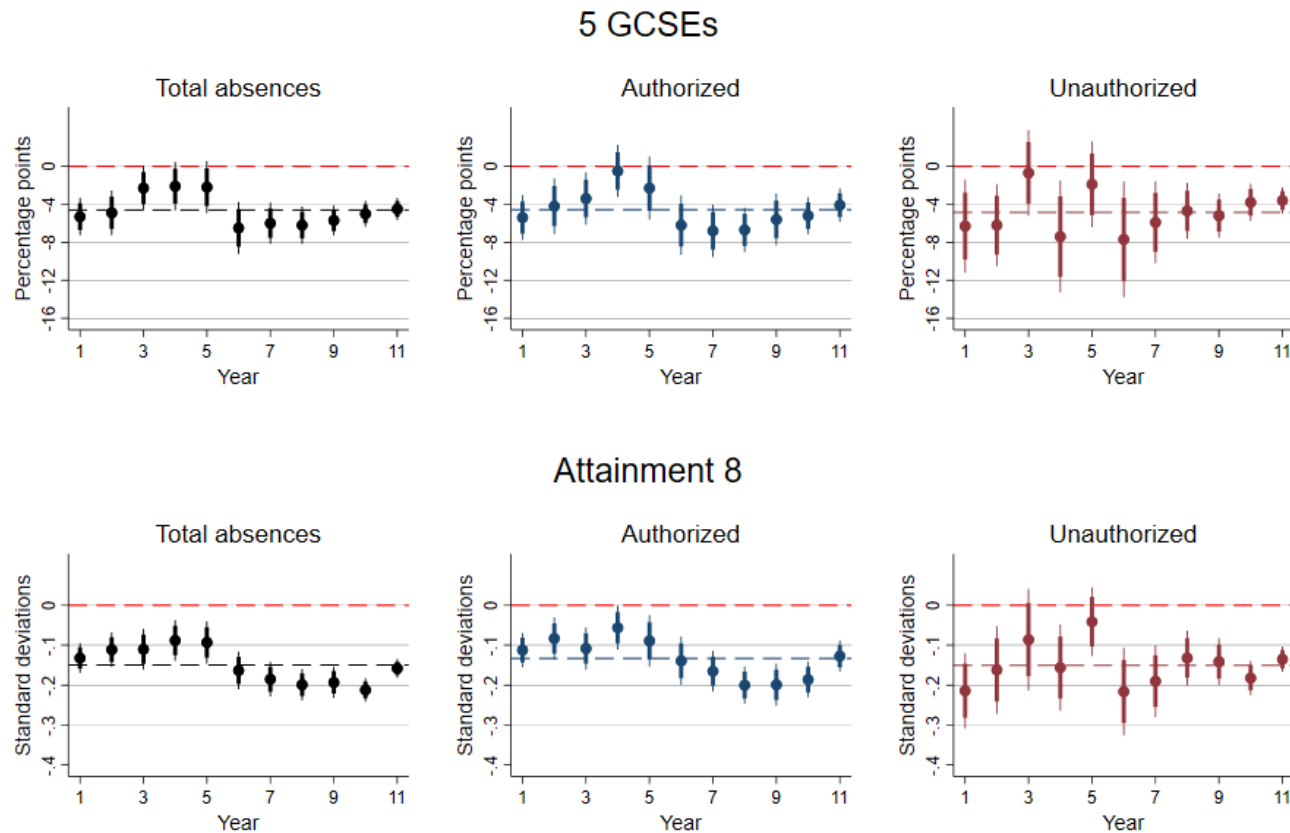 5 GCSEs
Total absences
Authorized
Unauthorized
Percentage points
0
-4
-8
-12
-16
1 3 5 7 9 11
Year
Percentage points
0
-4
-8
-12
-16
1 3 5 7 9 11
Year
Percentage points
0
-4
-8
-12
-16
1 3 5 7 9 11
Year
Attainment 8
Total absences
Authorized
Unauthorized
Standard deviations
0
-.1
-.2
-.3
-.4
1 3 5 7 9 11
Year
Standard deviations
0
-.1
-.2
-.3
-.4
1 3 5 7 9 11
Year
Standard deviations
0
-.1
-.2
-.3
-.4
1 3 5 7 9 11
Year